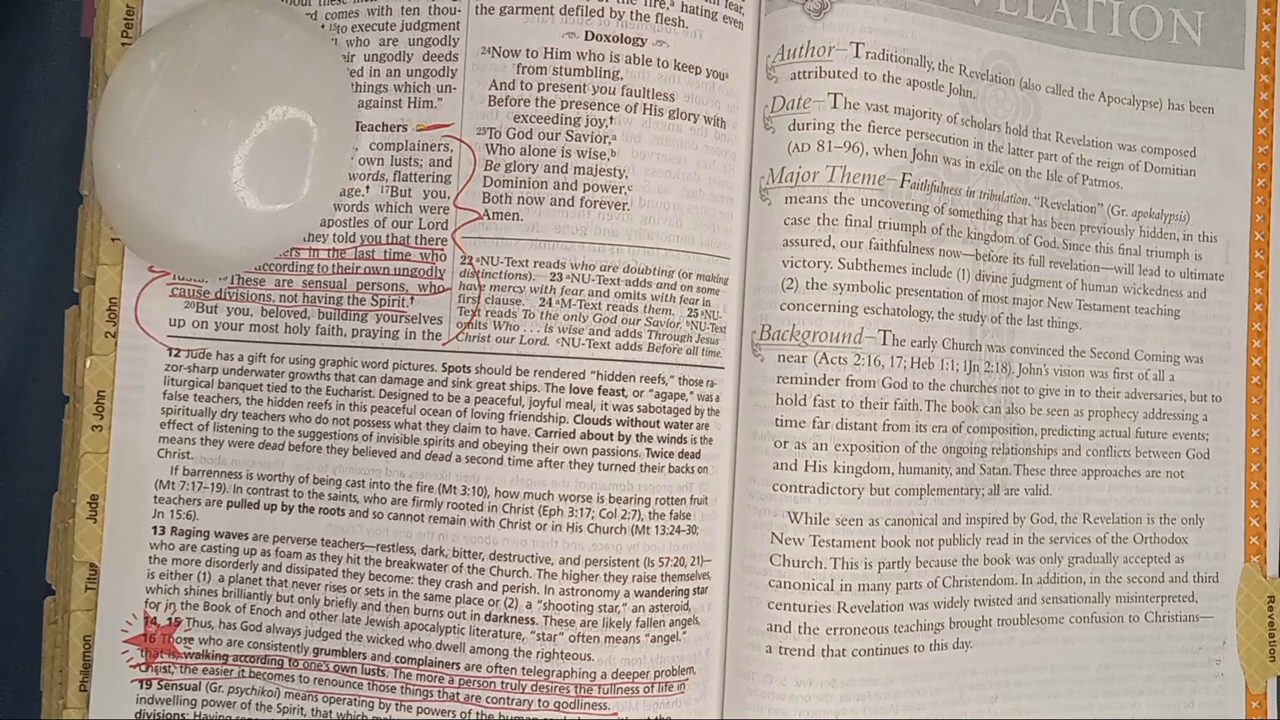 1 Peter
2 John
3 John
Jude
Titus
Philemon
comes with ten thou-
15to execute judgment
who are ungodly
ungodly deeds
in an ungodly
things which un-
against Him."
Teachers
complainers,
own lusts; and
words, flattering
age.† 17But you,
words which were
apostles of our Lord
they told you that there
in the last time who
according to their own ungodly
These are sensual persons, who
cause divisions, not having the Spirit.†
20But you, beloved, building yourselves
up on your most holy faith, praying in the
hating even
the garment defiled by the flesh.
Doxology
24Now to Him who is able to keep youa
from stumbling,
And to present you faultless
Before the presence of His glory with
exceeding joy,†
25To God our Savior,a
Who alone is wise,b
Be glory and majesty,
Dominion and power,c
Both now and forever.
Amen.
22 aNU-Text reads who are doubting (or making
distinctions). 23 aNU-Text adds and on some
have mercy with fear and omits with fear in
first clause. 24 aM-Text reads them. 25 aNU-
Text reads To the only God our Savior. bNU-Text
omits Who . . . is wise and adds Through Jesus
Christ our Lord. cNU-Text adds Before all time.
12 Jude has a gift for using graphic word pictures. Spots should be rendered "hidden reefs," those ra-
zor-sharp underwater growths that can damage and sink great ships. The love feast, or "agape," was a
liturgical banquet tied to the Eucharist. Designed to be a peaceful, joyful meal, it was sabotaged by the
false teachers, the hidden reefs in this peaceful ocean of loving friendship. Clouds without water are
spiritually dry teachers who do not possess what they claim to have. Carried about by the winds is the
effect of listening to the suggestions of invisible spirits and obeying their own passions. Twice dead
means they were dead before they believed and dead a second time after they turned their backs on
Christ.
If barrenness is worthy of being cast into the fire (Mt 3:10), how much worse is bearing rotten fruit
(Mt 7:17–19). In contrast to the saints, who are firmly rooted in Christ (Eph 3:17; Col 2:7), the false
teachers are pulled up by the roots and so cannot remain with Christ or in His Church (Mt 13:24-30;
Jn 15:6).
13 Raging waves are perverse teachers—restless, dark, bitter, destructive, and persistent (Is 57:20, 21)—
who are casting up as foam as they hit the breakwater of the Church. The higher they raise themselves,
the more disorderly and dissipated they become: they crash and perish. In astronomy a wandering star
is either (1) a planet that never rises or sets in the same place or (2) a "shooting star," an asteroid,
which shines brilliantly but only briefly and then burns out in darkness. These are likely fallen angels,
for in the Book of Enoch and other late Jewish apocalyptic literature, "star" often means "angel."
14, 15 Thus, has God always judged the wicked who dwell among the righteous.
16 Those who are consistently grumblers and complainers are often telegraphing a deeper problem,
that is, walking according to one's own lusts. The more a person truly desires the fullness of life in
Christ, the easier it becomes to renounce those things that are contrary to godliness.
19 Sensual (Gr. psychikoi) means operating by the powers of the human
indwelling power of the Spirit, that which
divisions: Having
Author—Traditionally, the Revelation (also called the Apocalypse) has been
attributed to the apostle John.
Date—The vast majority of scholars hold that Revelation was composed
during the fierce persecution in the latter part of the reign of Domitian
(AD 81–96), when John was in exile on the Isle of Patmos.
Major Theme—Faithfulness in tribulation. "Revelation" (Gr. apokalypsi)
means the uncovering of something that has been previously hidden, in this
case the final triumph of the kingdom of God. Since this final triumph is
assured, our faithfulness now—before its full revelation—will lead to ultimate
victory. Subthemes include (1) divine judgment of human wickedness and
(2) the symbolic presentation of most major New Testament teaching
concerning eschatology, the study of the last things.
Background—The early Church was convinced the Second Coming was
near (Acts 2:16, 17; Heb 1:1; 1Jn 2:18). John's vision was first of all a
reminder from God to the churches not to give in to their adversaries, but to
hold fast to their faith. The book can also be seen as prophecy addressing a
time far distant from its era of composition, predicting actual future events;
or as an exposition of the ongoing relationships and conflicts between God
and His kingdom, humanity, and Satan. These three approaches are not
contradictory but complementary; all are valid.
While seen as canonical and inspired by God, the Revelation is the only
New Testament book not publicly read in the services of the Orthodox
Church. This is partly because the book was only gradually accepted as
canonical in many parts of Christendom. In addition, in the second and third
centuries Revelation was widely twisted and sensationally misinterpreted,
and the erroneous teachings brought troublesome confusion to Christians—
a trend that continues to this day.
Revelation